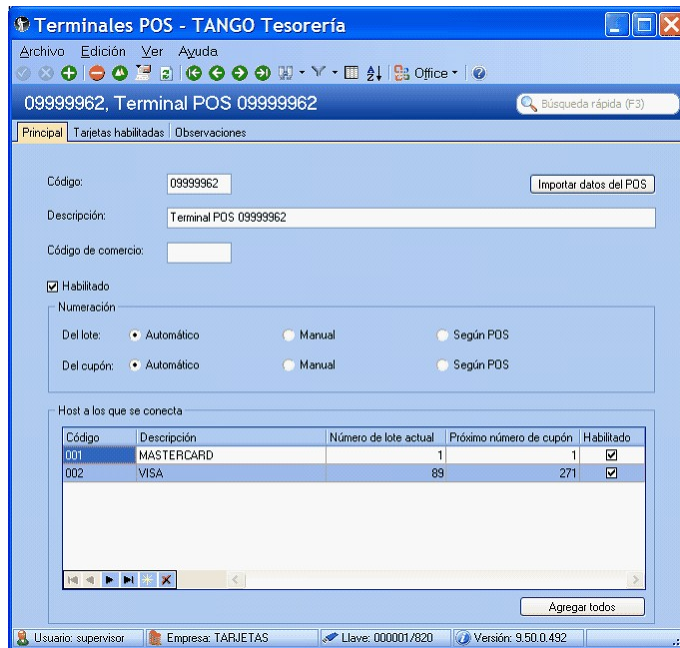 Terminales POS - TANGO Tesorería
Archivo Edición Ver Ayuda
Office
09999962, Terminal POS 09999962
Búsqueda rápida (F3)
Principal Tarjetas habilitadas Observaciones
Código: 09999962 Importar datos del POS
Descripción: Terminal POS 09999962
Código de comercio:
Habilitado
Numeración
Del lote: Automático Manual Según POS
Del cupón: Automático Manual Según POS
Host a los que se conecta
Código Descripción Número de lote actual Próximo número de cupón Habilitado
001 MASTERCARD 1 1
002 VISA 89 271
Agregar todos
Usuario: supervisor Empresa: TARJETAS Llave: 000001/820 Versión: 9.50.0.492